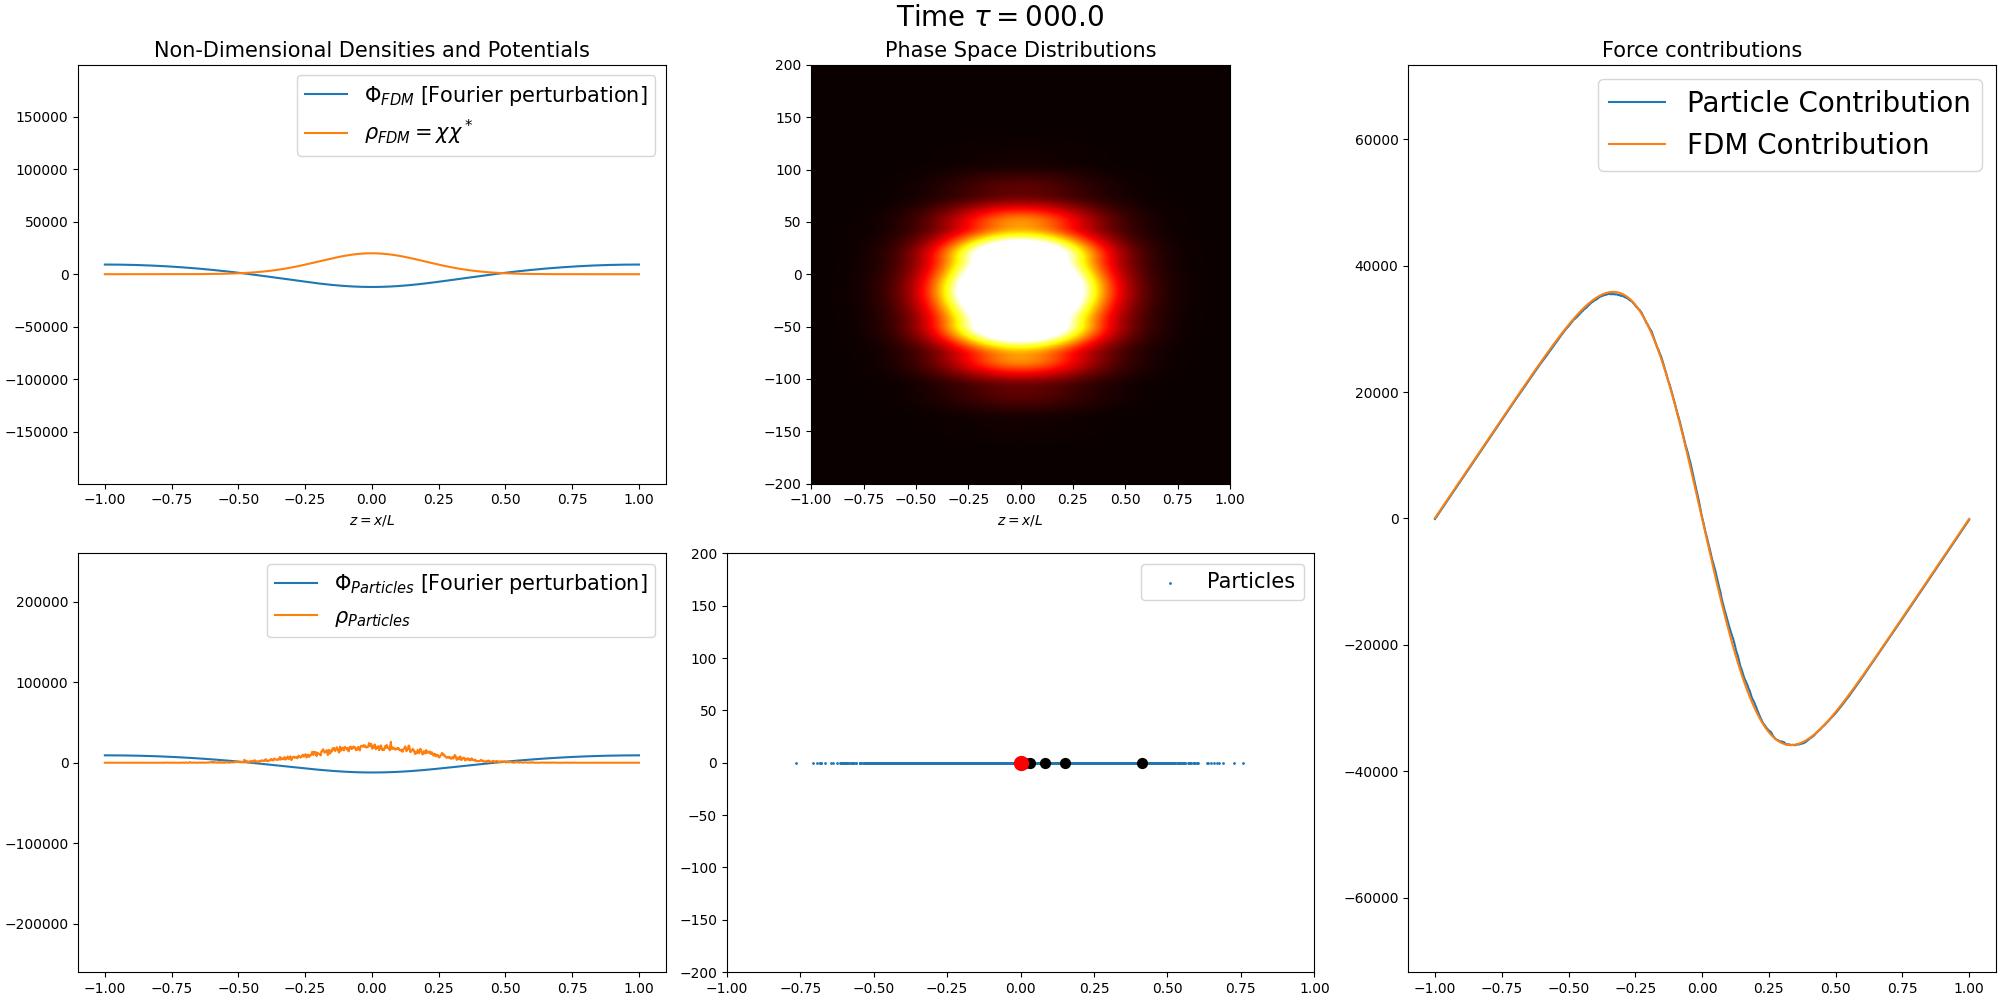 Time τ = 000.0
Non-Dimensional Densities and Potentials
Φ_FDM [Fourier perturbation]
ρ_FDM = χχ*
150000
100000
50000
0
−50000
−100000
−150000
−1.00 −0.75 −0.50 −0.25 0.00 0.25 0.50 0.75 1.00
z = x/L
Phase Space Distributions
200
150
100
50
0
−50
−100
−150
−200
−1.00 −0.75 −0.50 −0.25 0.00 0.25 0.50 0.75 1.00
z = x/L
Force contributions
Particle Contribution
FDM Contribution
60000
40000
20000
0
−20000
−40000
−60000
−1.00 −0.75 −0.50 −0.25 0.00 0.25 0.50 0.75 1.00
Φ_Particles [Fourier perturbation]
ρ_Particles
200000
100000
0
−100000
−200000
−1.00 −0.75 −0.50 −0.25 0.00 0.25 0.50 0.75 1.00
Particles
200
150
100
50
0
−50
−100
−150
−200
−1.00 −0.75 −0.50 −0.25 0.00 0.25 0.50 0.75 1.00